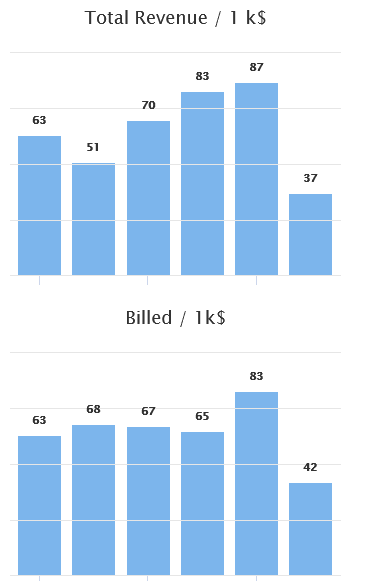 Total Revenue / 1 k$
63 51 70 83 87 37
Billed / 1k$
63 68 67 65 83 42